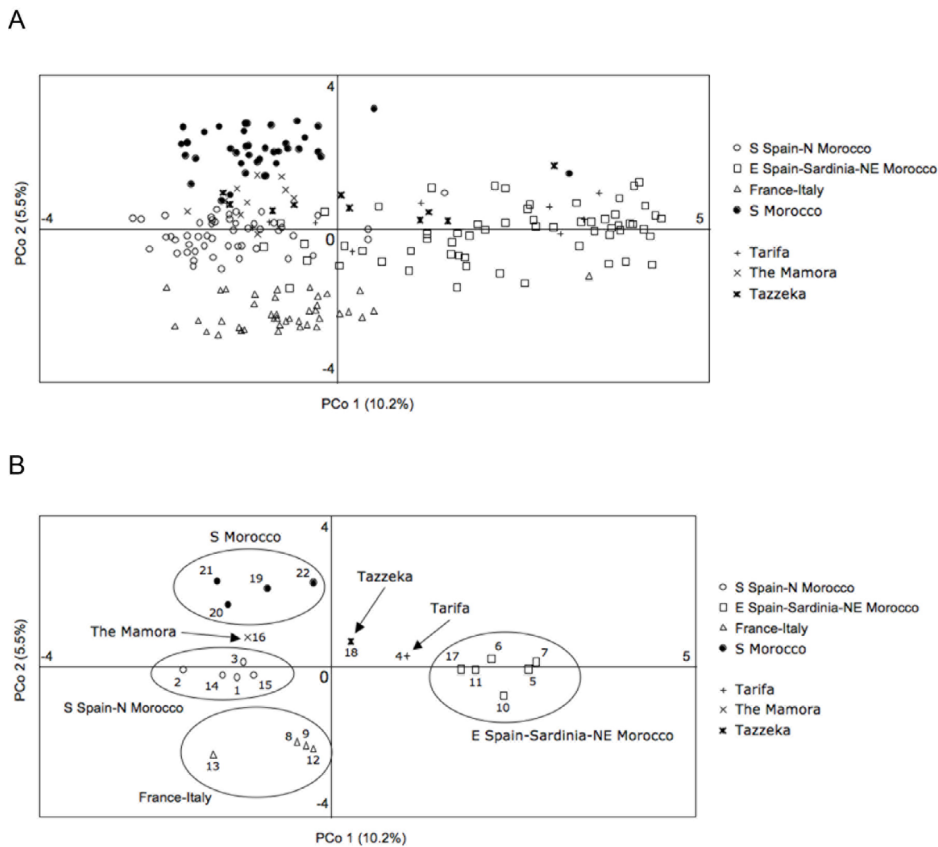 A
4
-4
0
5
-4
PCo 2 (5.5%)
PCo 1 (10.2%)
S Spain-N Morocco
E Spain-Sardinia-NE Morocco
France-Italy
S Morocco
Tarifa
The Mamora
Tazzeka
B
4
S Morocco
21
19
22
20
Tazzeka
Tarifa
The Mamora
16
18
4
-4
0
5
3
2
14
1
15
17
6
7
11
5
10
S Spain-N Morocco
E Spain-Sardinia-NE Morocco
8
9
13
12
France-Italy
-4
PCo 2 (5.5%)
PCo 1 (10.2%)
S Spain-N Morocco
E Spain-Sardinia-NE Morocco
France-Italy
S Morocco
Tarifa
The Mamora
Tazzeka